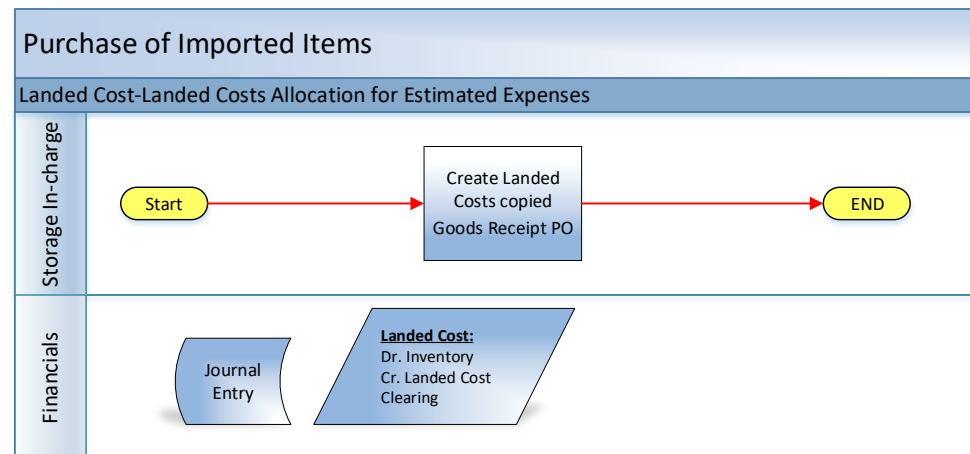 Purchase of Imported Items
Landed Cost-Landed Costs Allocation for Estimated Expenses
Storage In-charge
Start
Create Landed
Costs copied
Goods Receipt PO
END
Financials
Journal
Entry
Landed Cost:
Dr. Inventory
Cr. Landed Cost
Clearing